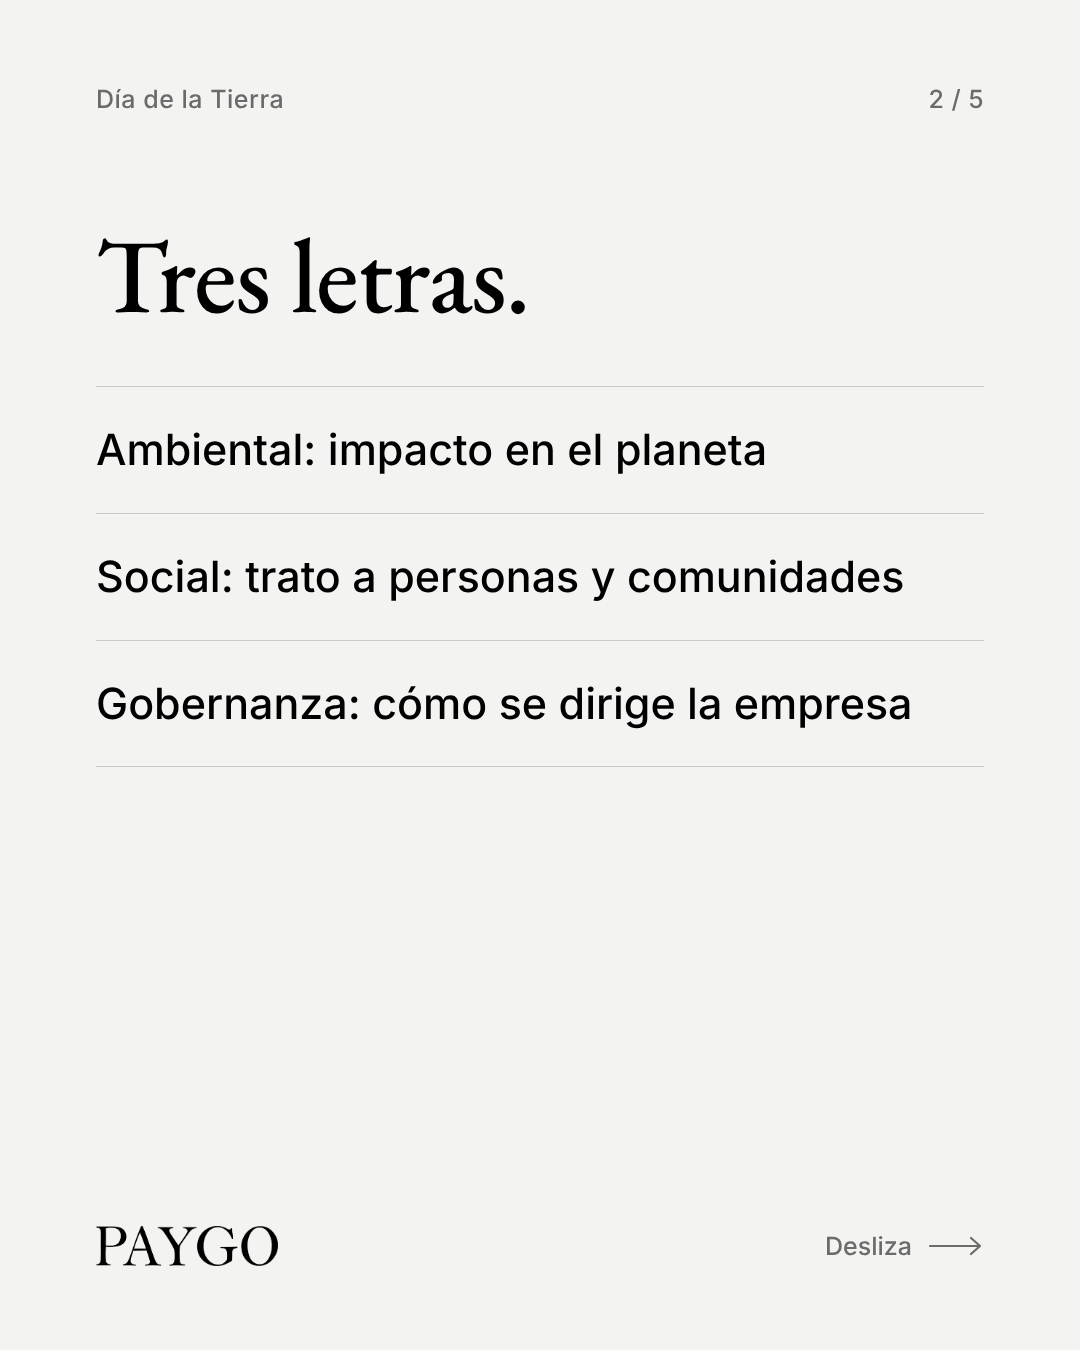 Día de la Tierra
2 / 5
Tres letras.
Ambiental: impacto en el planeta
Social: trato a personas y comunidades
Gobernanza: cómo se dirige la empresa
PAYGO
Desliza